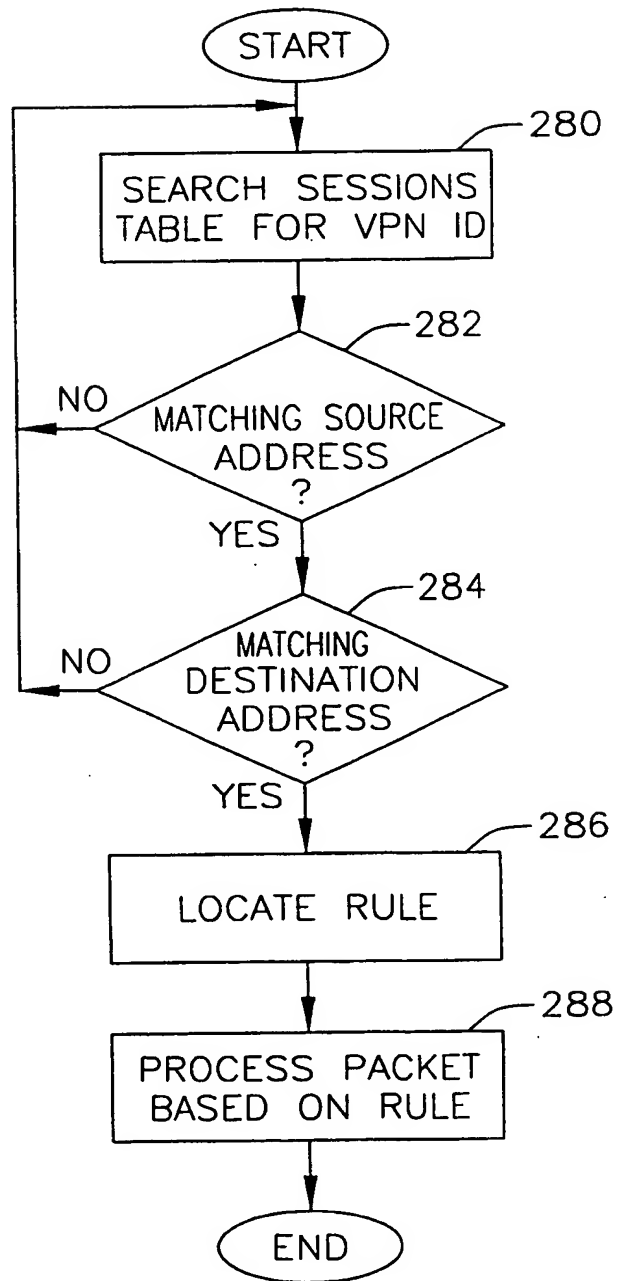 START
280
SEARCH SESSIONS
TABLE FOR VPN ID
282
NO
MATCHING SOURCE
ADDRESS
?
YES
284
NO
MATCHING
DESTINATION
ADDRESS
?
YES
286
LOCATE RULE
288
PROCESS PACKET
BASED ON RULE
END